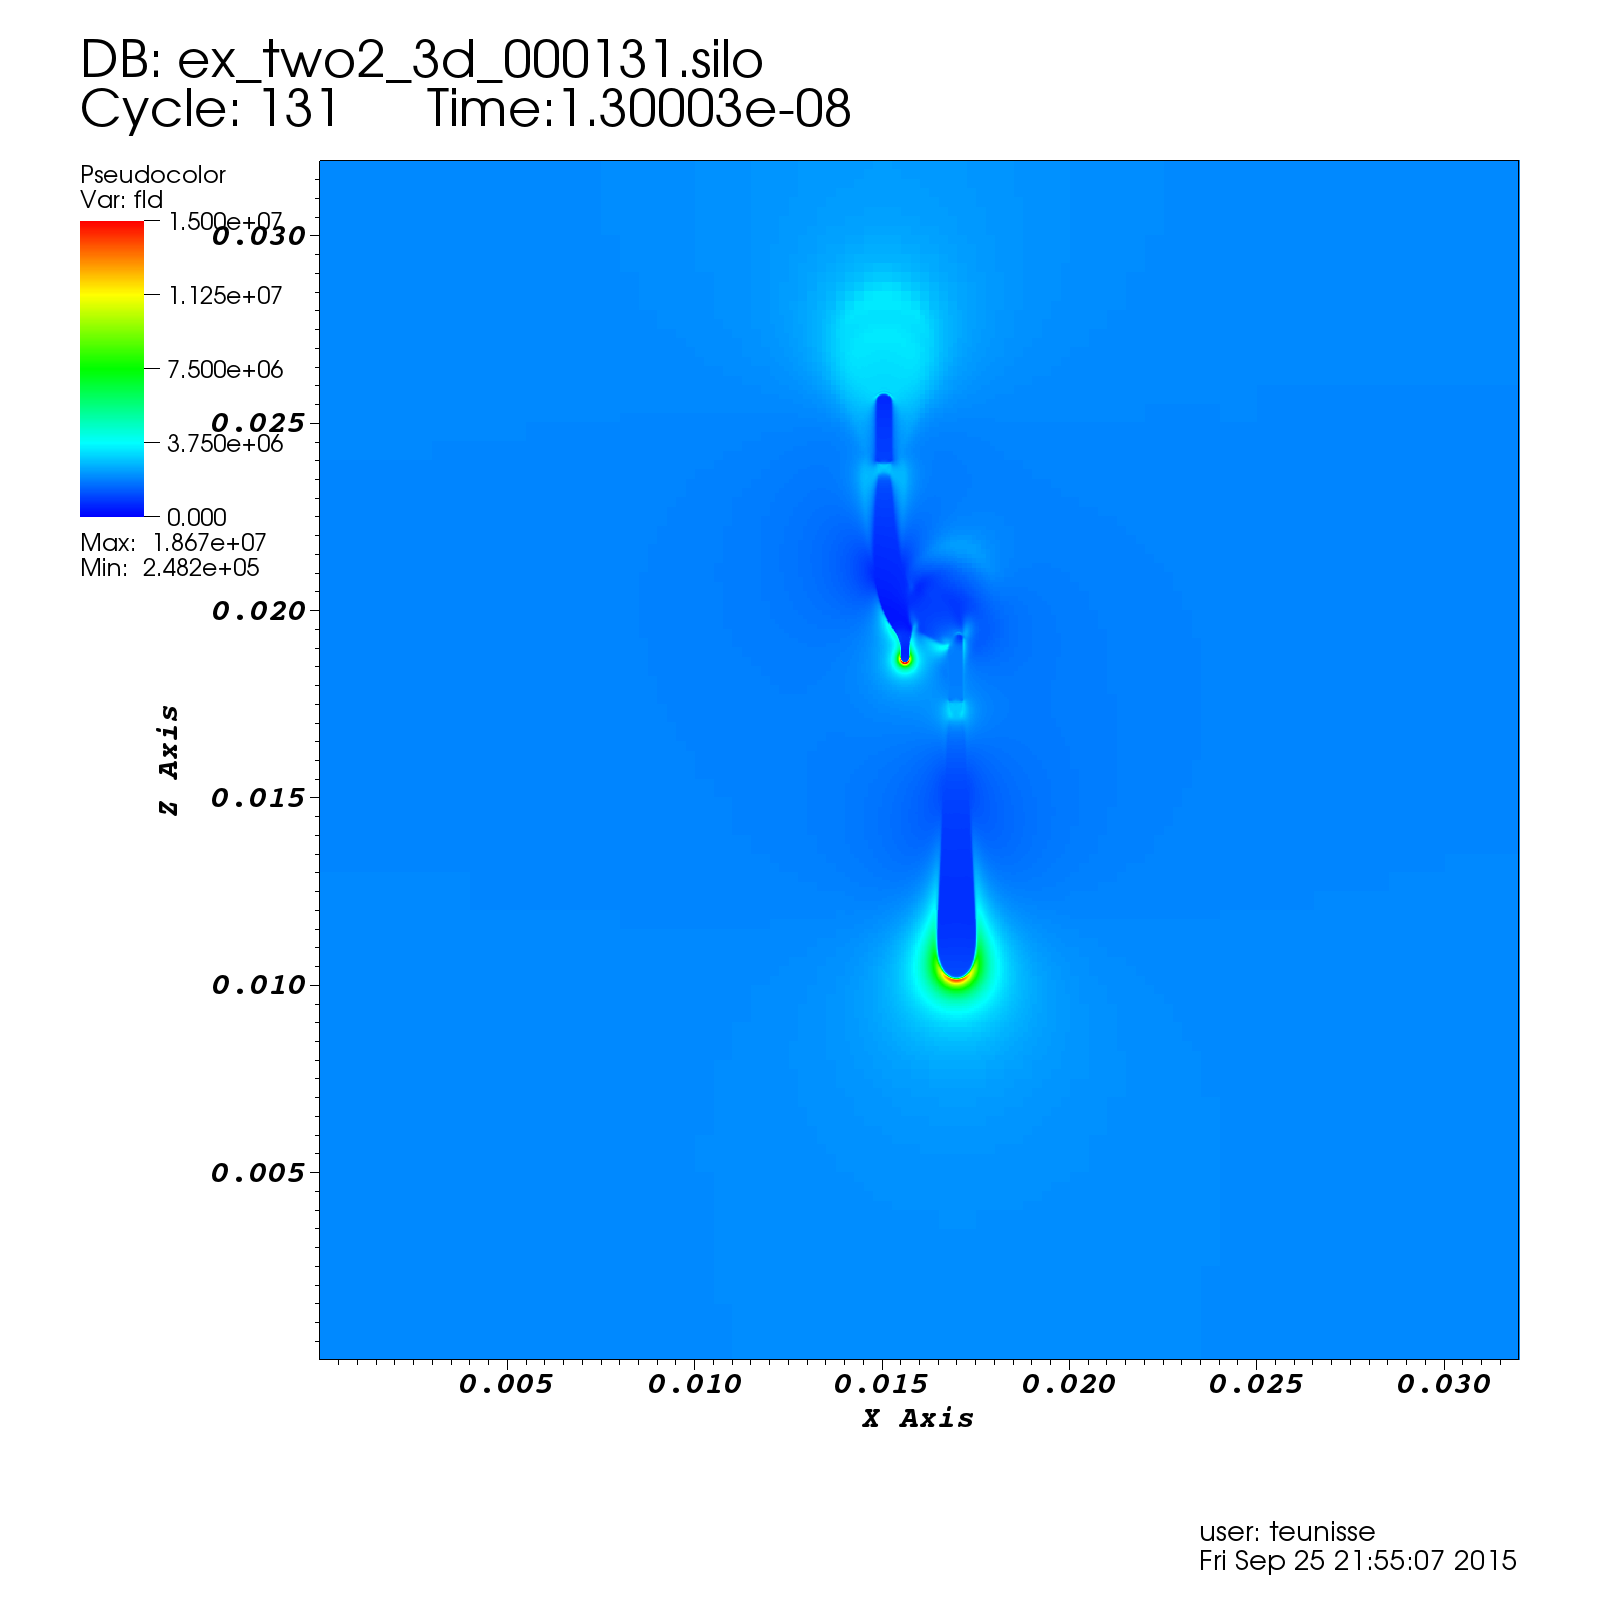 DB: ex_two2_3d_000131.silo
Cycle: 131 Time:1.30003e-08
Pseudocolor
Var: fld
1.500e+07
1.125e+07
7.500e+06
3.750e+06
0.000
Max: 1.867e+07
Min: 2.482e+05
0.030
0.025
0.020
0.015
0.010
0.005
Z Axis
0.005 0.010 0.015 0.020 0.025 0.030
X Axis
user: teunisse
Fri Sep 25 21:55:07 2015